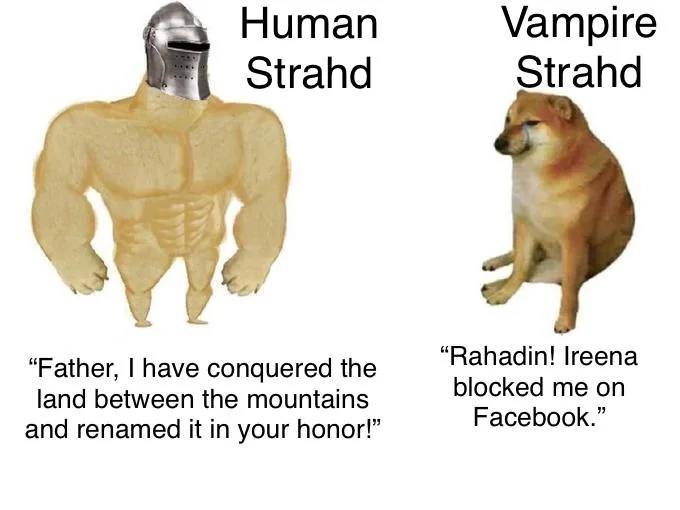 Human
Strahd
Vampire
Strahd
“Father, I have conquered the
land between the mountains
and renamed it in your honor!”
“Rahadin! Ireena
blocked me on
Facebook.”